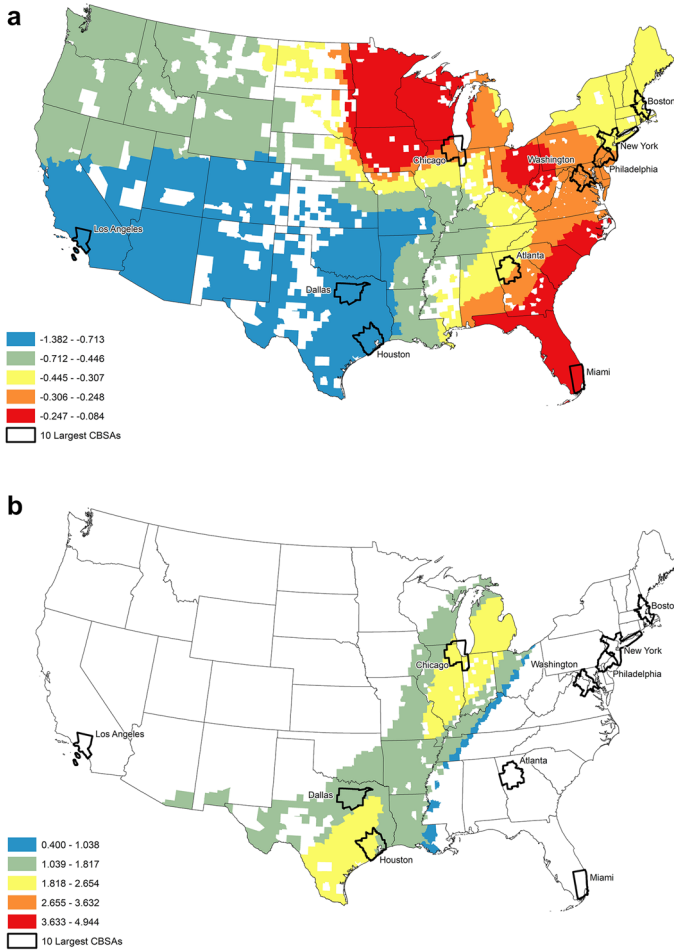 a
Boston
New York
Chicago
Washington
Philadelphia
Los Angeles
Atlanta
Dallas
Houston
Miami
-1.382 - -0.713
-0.712 - -0.446
-0.445 - -0.307
-0.306 - -0.248
-0.247 - -0.084
10 Largest CBSAs
b
Boston
New York
Chicago
Washington
Philadelphia
Los Angeles
Atlanta
Dallas
Houston
Miami
0.400 - 1.038
1.039 - 1.817
1.818 - 2.654
2.655 - 3.632
3.633 - 4.944
10 Largest CBSAs